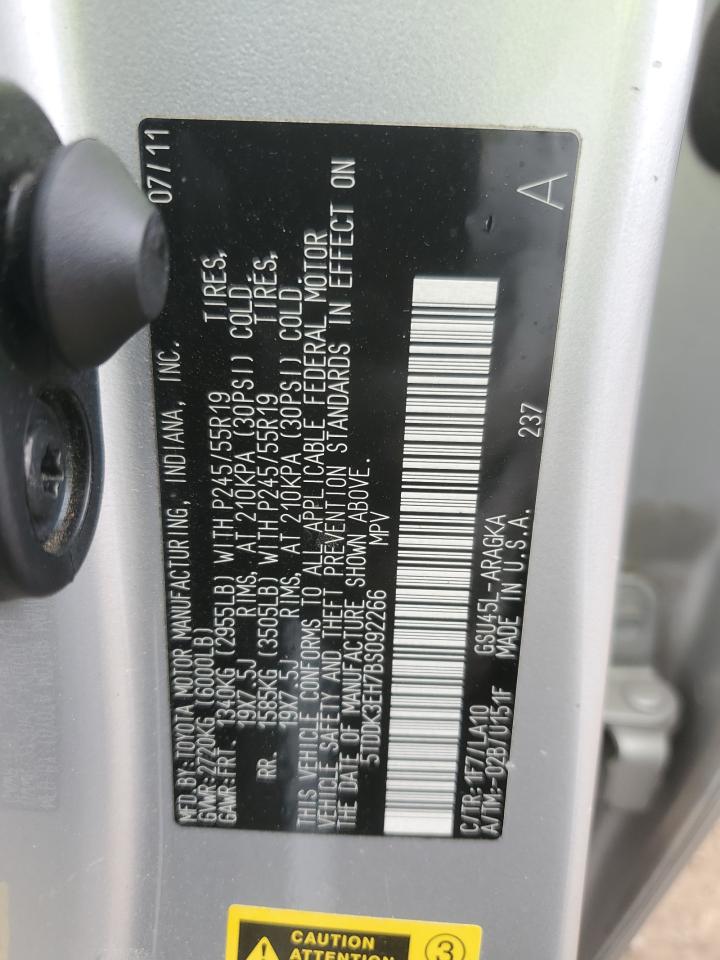 MFD.BY:TOYOTA MOTOR MANUFACTURING, INDIANA, INC. 07/11
GVWR:2720KG(6000LB)
GAWR:FRT. 1340KG (2955LB) WITH P245/55R19 TIRES,
19X7.5J RIMS, AT 210KPA (30PSI) COLD.
RR. 1585KG (3505LB) WITH P245/55R19 TIRES,
19X7.5J RIMS, AT 210KPA (30PSI) COLD.
THIS VEHICLE CONFORMS TO ALL APPLICABLE FEDERAL MOTOR
VEHICLE SAFETY AND THEFT PREVENTION STANDARDS IN EFFECT ON
THE DATE OF MANUFACTURE SHOWN ABOVE.
5TDDK3EH7BS092266 MPV
C/TR:1F7/LA10 GSU45L-ARAGKA
A/TM:-02B/U151F MADE IN U.S.A. 237 A
CAUTION
ATTENTION
3